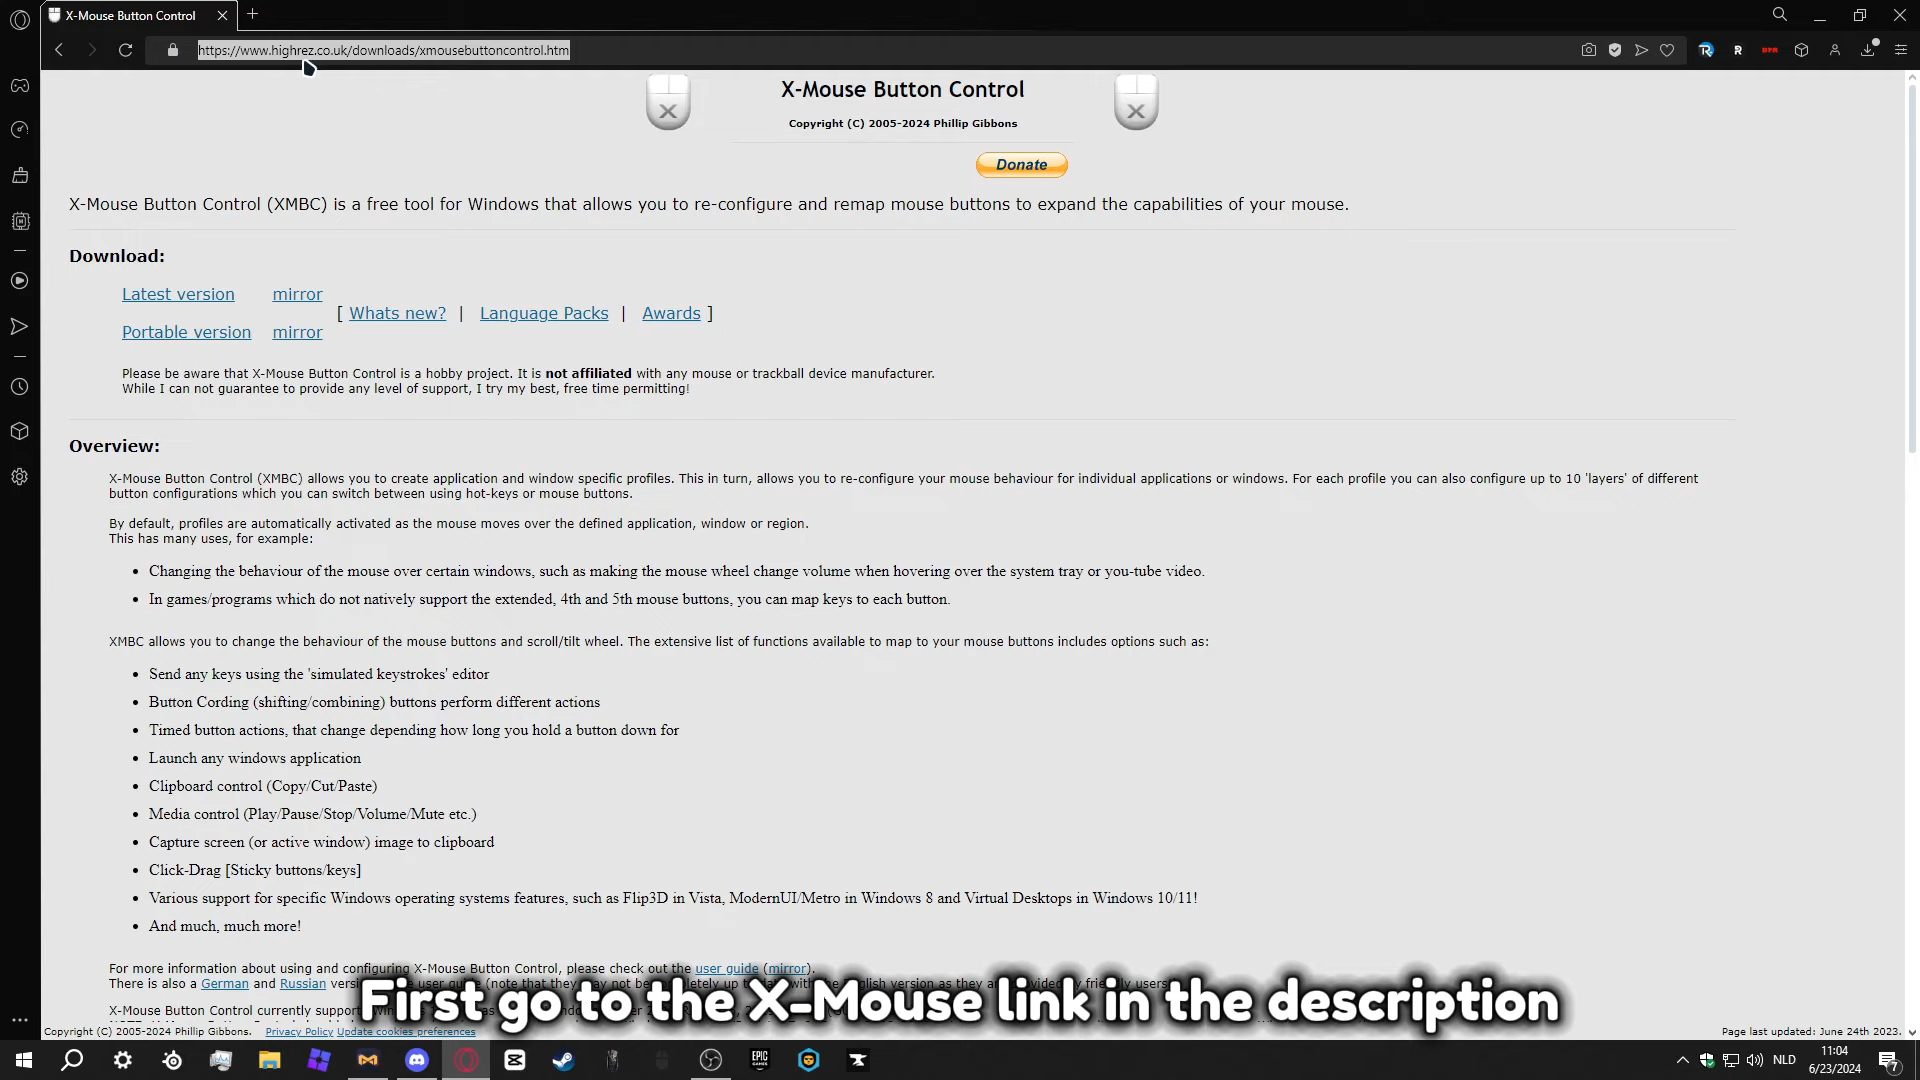 X-Mouse Button Control
https://www.highrez.co.uk/downloads/xmousebuttoncontrol.htm
X-Mouse Button Control
Copyright (C) 2005-2024 Phillip Gibbons
Donate
X-Mouse Button Control (XMBC) is a free tool for Windows that allows you to re-configure and remap mouse buttons to expand the capabilities of your mouse.
Download:
Latest version mirror
[ Whats new? | Language Packs | Awards ]
Portable version mirror
Please be aware that X-Mouse Button Control is a hobby project. It is not affiliated with any mouse or trackball device manufacturer.
While I can not guarantee to provide any level of support, I try my best, free time permitting!
Overview:
X-Mouse Button Control (XMBC) allows you to create application and window specific profiles. This in turn, allows you to re-configure your mouse behaviour for individual applications or windows. For each profile you can also configure up to 10 'layers' of different
button configurations which you can switch between using hot-keys or mouse buttons.
By default, profiles are automatically activated as the mouse moves over the defined application, window or region.
This has many uses, for example:
• Changing the behaviour of the mouse over certain windows, such as making the mouse wheel change volume when hovering over the system tray or you-tube video.
• In games/programs which do not natively support the extended, 4th and 5th mouse buttons, you can map keys to each button.
XMBC allows you to change the behaviour of the mouse buttons and scroll/tilt wheel. The extensive list of functions available to map to your mouse buttons includes options such as:
• Send any keys using the 'simulated keystrokes' editor
• Button Cording (shifting/combining) buttons perform different actions
• Timed button actions, that change depending how long you hold a button down for
• Launch any windows application
• Clipboard control (Copy/Cut/Paste)
• Media control (Play/Pause/Stop/Volume/Mute etc.)
• Capture screen (or active window) image to clipboard
• Click-Drag [Sticky buttons/keys]
• Various support for specific Windows operating systems features, such as Flip3D in Vista, ModernUI/Metro in Windows 8 and Virtual Desktops in Windows 10/11!
• And much, much more!
For more information about using and configuring X-Mouse Button Control, please check out the user guide (mirror).
There is also a German and Russian
First go to the X-Mouse link in the description
X-Mouse Button Control currently
Copyright (C) 2005-2024 Phillip Gibbons. Privacy Policy Update cookies preferences
Page last updated: June 24th 2023.
EPIC GAMES
NLD
11:04
6/23/2024
7